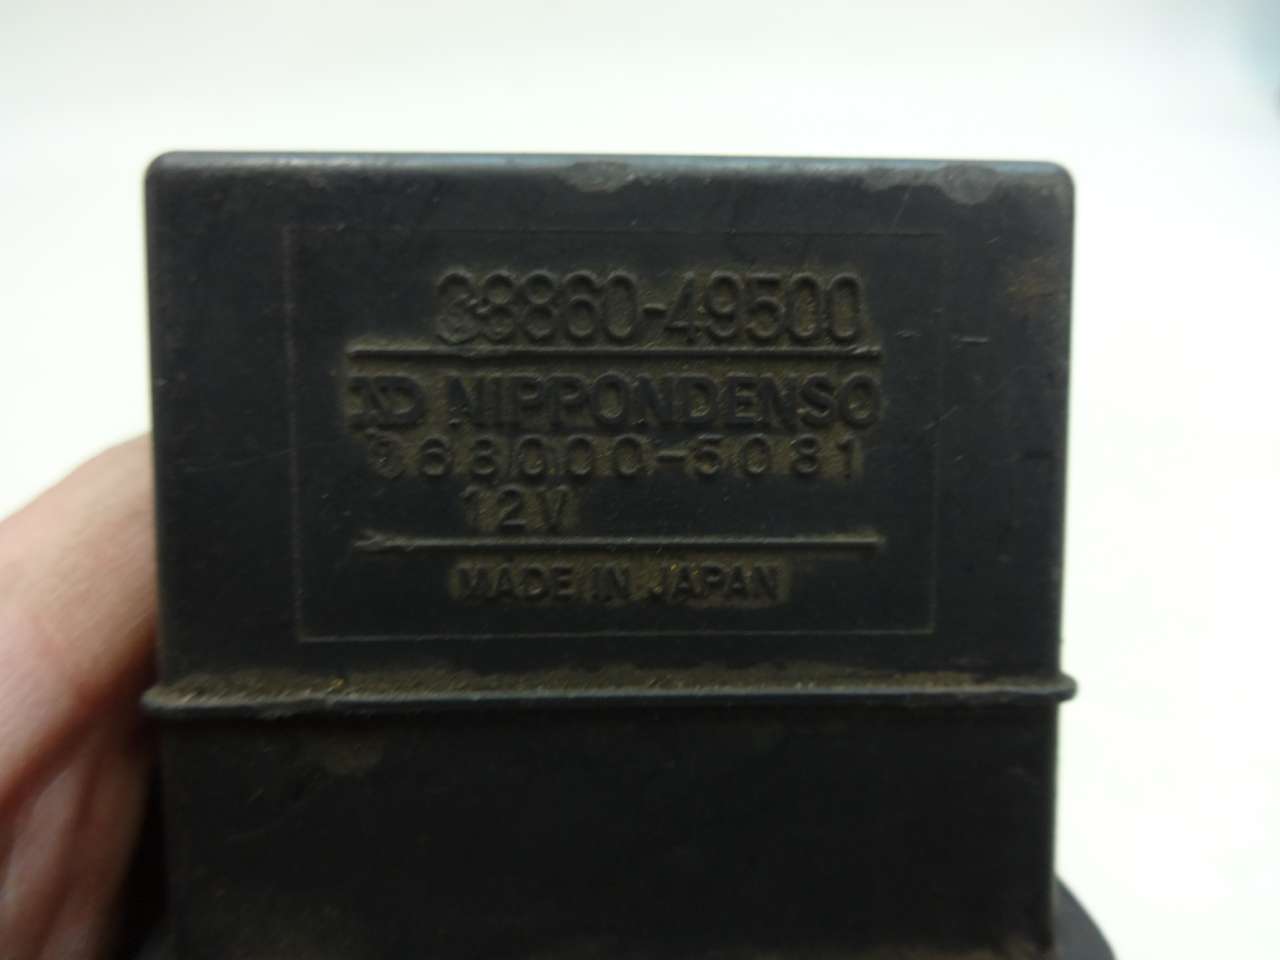 38860-49500
ND NIPPONDENSO
068000-5081
12V
MADE IN JAPAN